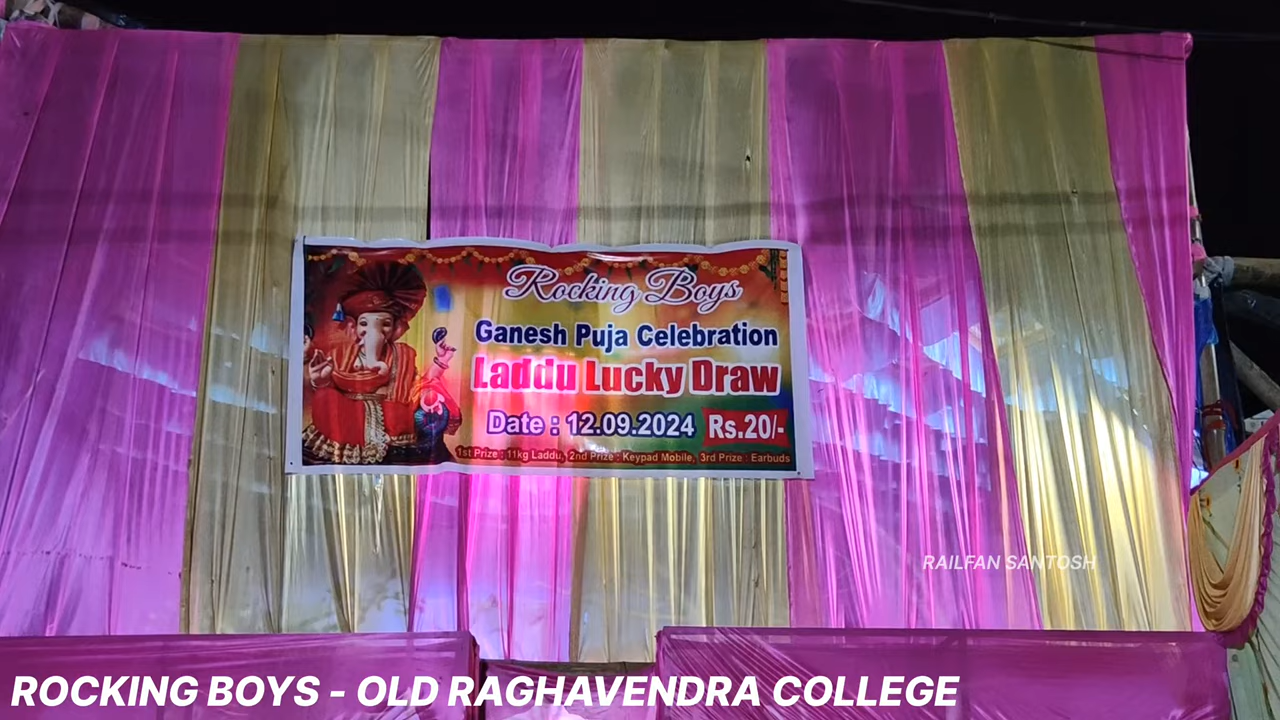 Rocking Boys
Ganesh Puja Celebration
Laddu Lucky Draw
Date : 12.09.2024 Rs.20/-
1st Prize : 11kg Laddu, 2nd Prize : Keypad Mobile, 3rd Prize : Earbuds
RAILFAN SANTOSH
ROCKING BOYS - OLD RAGHAVENDRA COLLEGE